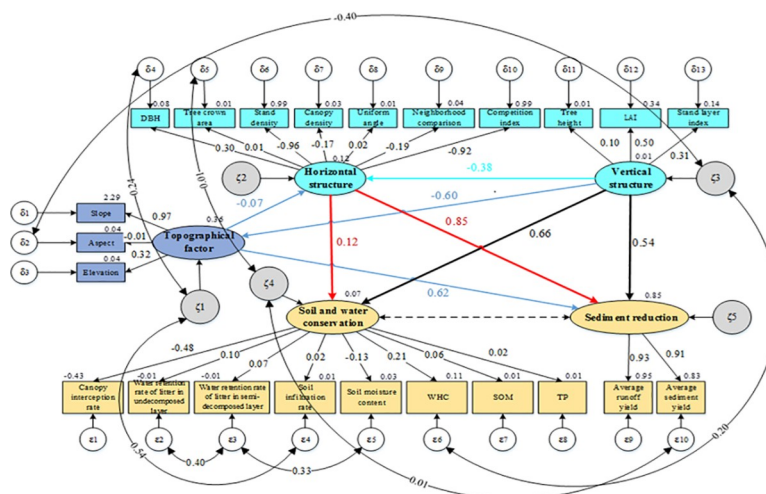 -0.40
δ4
δ5
δ6
δ7
δ8
δ9
δ10
δ11
δ12
δ13
0.08
0.01
0.99
0.03
0.01
0.04
0.99
0.01
0.34
0.14
DBH
Tree crown
area
Stand
density
Canopy
density
Uniform
angle
Neighborhood
comparison
Competition
index
Tree
height
LAI
Stand layer
index
0.30
0.01
-0.96
-0.17
0.02
-0.19
-0.92
0.10
0.50
0.31
0.12
0.01
ζ2
Horizontal
structure
-0.38
Vertical
structure
ζ3
δ1
2.29
Slope
0.97
-0.07
-0.60
0.36
δ2
0.04
Aspect
-0.01
Topographical
factor
0.85
δ3
0.04
Elevation
0.32
0.12
0.66
0.54
ζ1
ζ4
0.62
0.07
0.85
Soil and water
conservation
Sediment reduction
ζ5
-0.48
0.10
0.07
0.02
-0.13
0.21
0.06
0.02
0.93
0.91
-0.43
-0.01
-0.01
0.01
0.03
0.11
0.01
0.01
0.95
0.83
Canopy
interception
rate
Water retention
rate of litter in
undecomposed
layer
Water retention
rate of litter in
semi-
decomposed layer
Soil
infiltration
rate
Soil moisture
content
WHC
SOM
TP
Average
runoff
yield
Average
sediment
yield
ε1
ε2
ε3
ε4
ε5
ε6
ε7
ε8
ε9
ε10
0.54
0.40
0.33
0.01
0.20